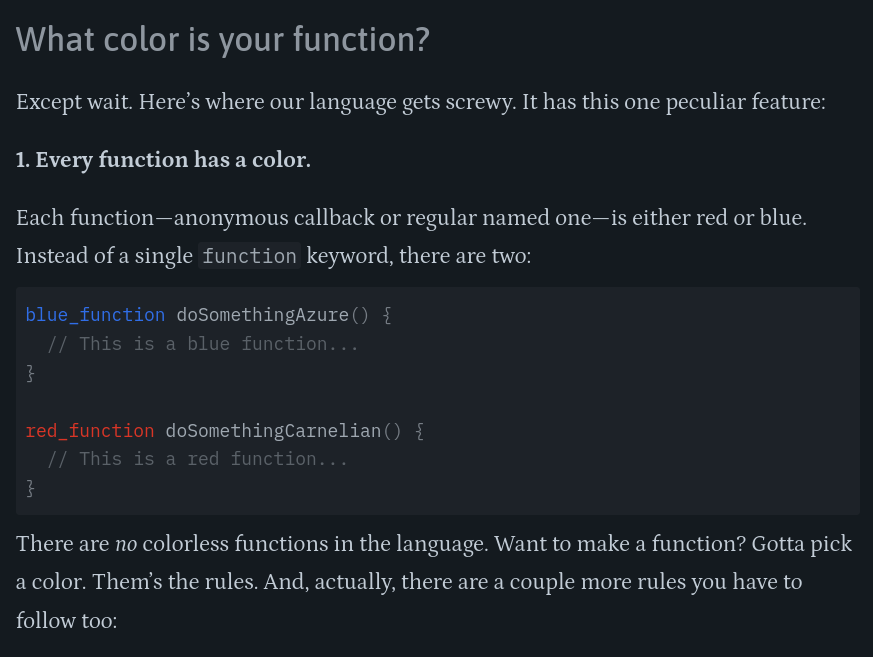 What color is your function?
Except wait. Here’s where our language gets screwy. It has this one peculiar feature:
1. Every function has a color.
Each function—anonymous callback or regular named one—is either red or blue.
Instead of a single function keyword, there are two:
blue_function doSomethingAzure() {
  // This is a blue function...
}

red_function doSomethingCarnelian() {
  // This is a red function...
}
There are no colorless functions in the language. Want to make a function? Gotta pick
a color. Them’s the rules. And, actually, there are a couple more rules you have to
follow too: